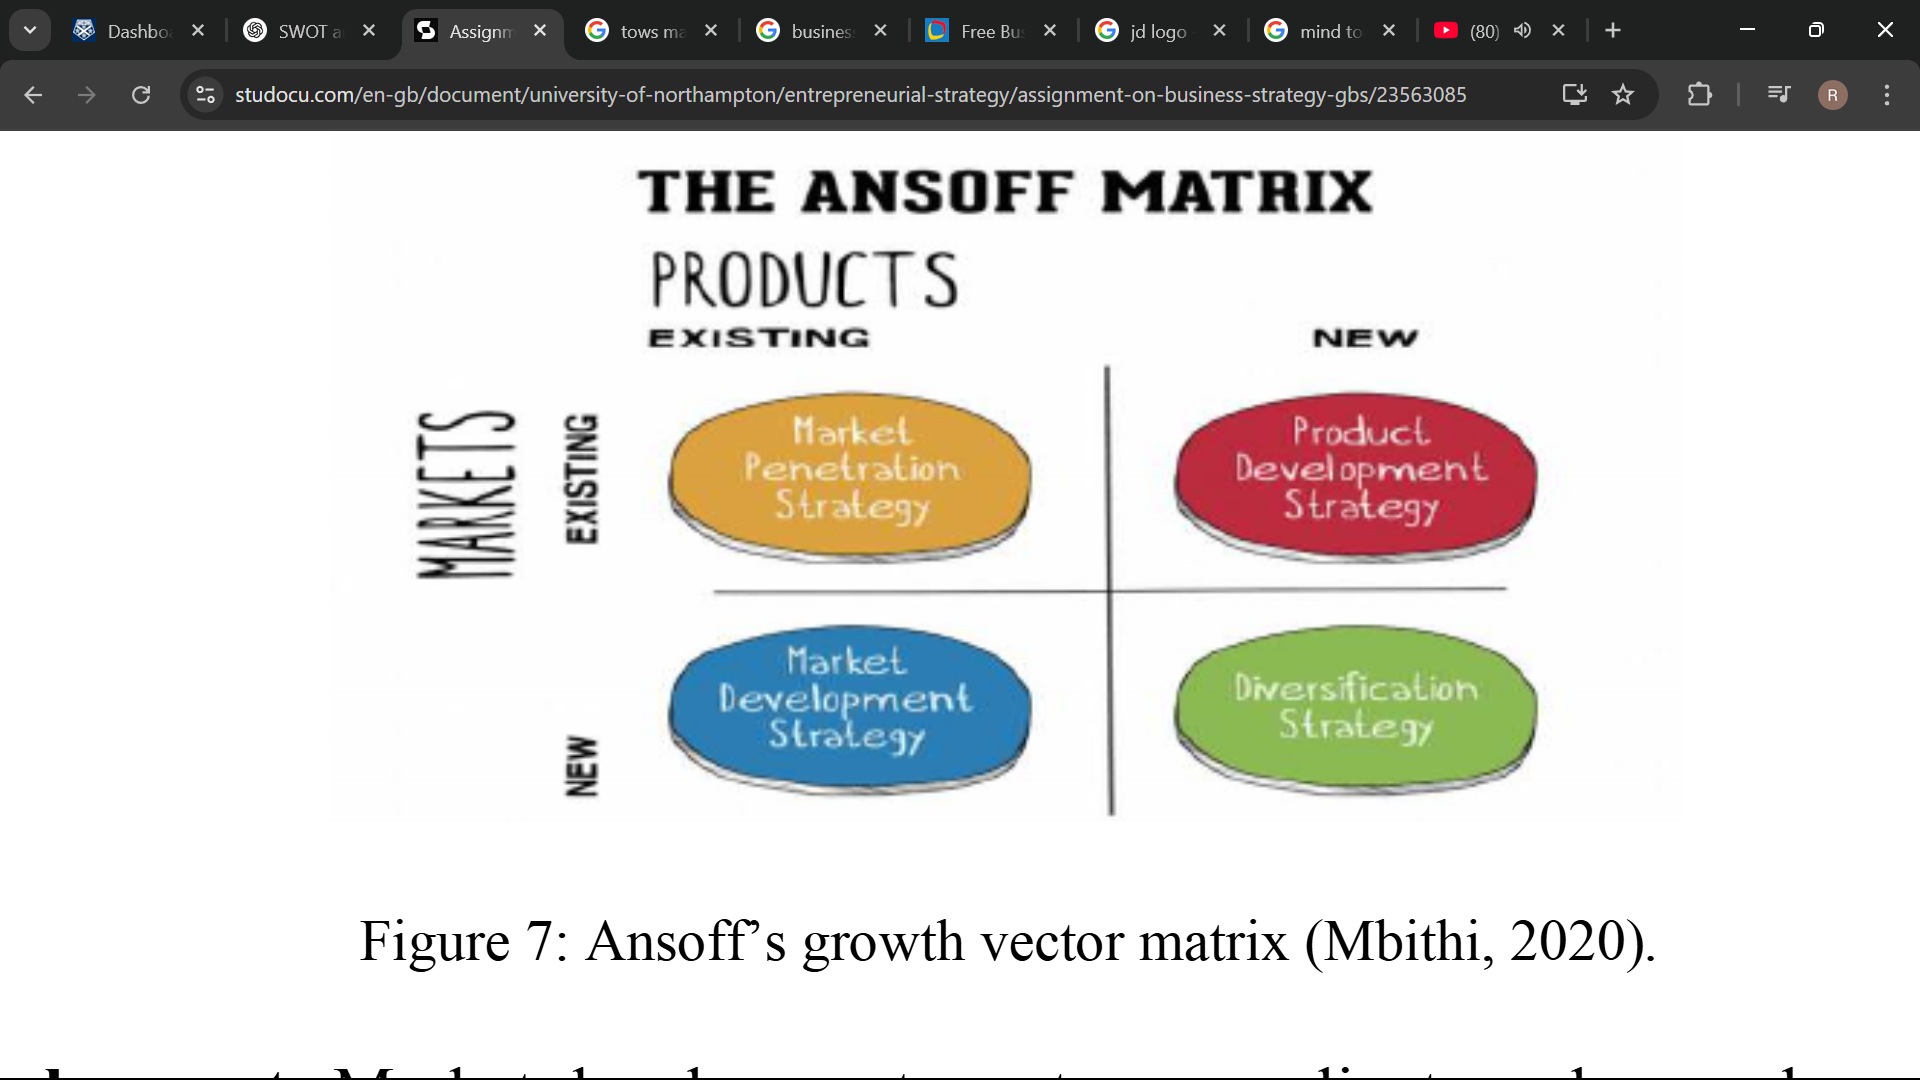 Dashbo
SWOT a
Assignm
tows ma
business
Free Bu
jd logo
mind to
(80)
studocu.com/en-gb/document/university-of-northampton/entrepreneurial-strategy/assignment-on-business-strategy-gbs/23563085
R
THE ANSOFF MATRIX
PRODUCTS
EXISTING
NEW
MARKETS
EXISTING
Market
Penetration
Strategy
Product
Development
Strategy
NEW
Market
Development
Strategy
Diversification
Strategy
Figure 7: Ansoff’s growth vector matrix (Mbithi, 2020).